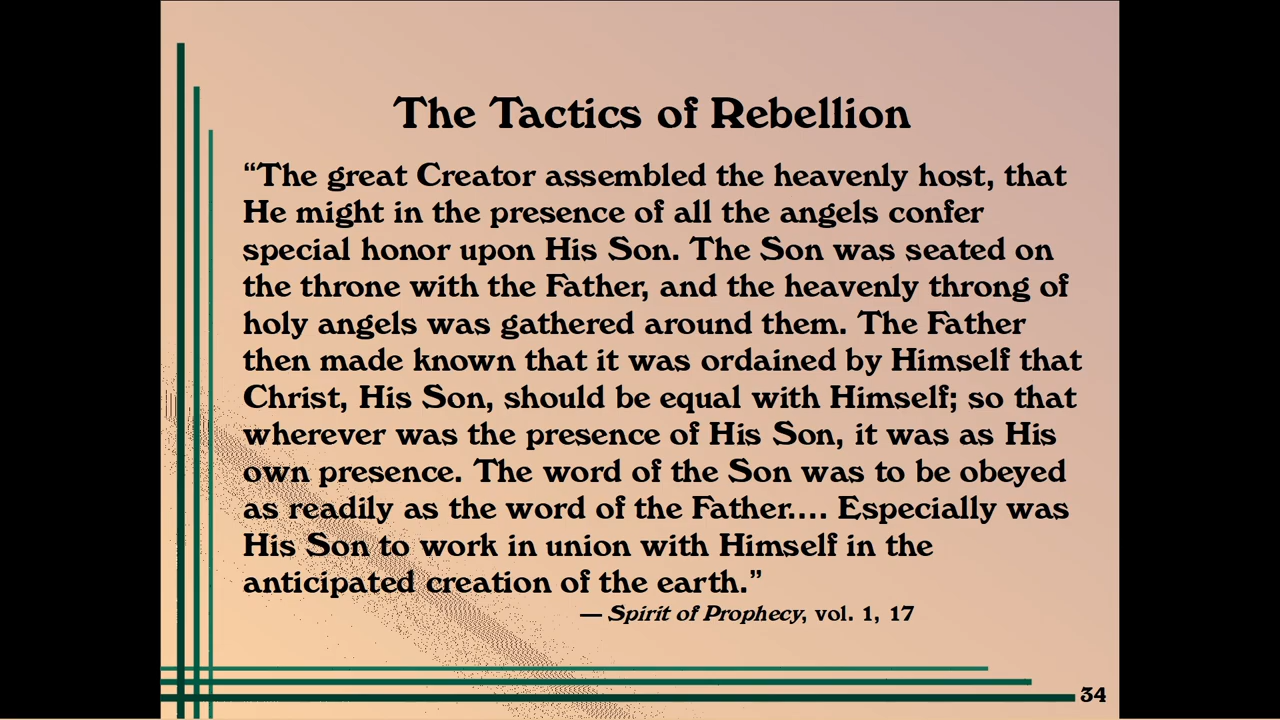 The Tactics of Rebellion
“The great Creator assembled the heavenly host, that
He might in the presence of all the angels confer
special honor upon His Son. The Son was seated on
the throne with the Father, and the heavenly throng of
holy angels was gathered around them. The Father
then made known that it was ordained by Himself that
Christ, His Son, should be equal with Himself; so that
wherever was the presence of His Son, it was as His
own presence. The word of the Son was to be obeyed
as readily as the word of the Father.... Especially was
His Son to work in union with Himself in the
anticipated creation of the earth.”
— Spirit of Prophecy, vol. 1, 17
34